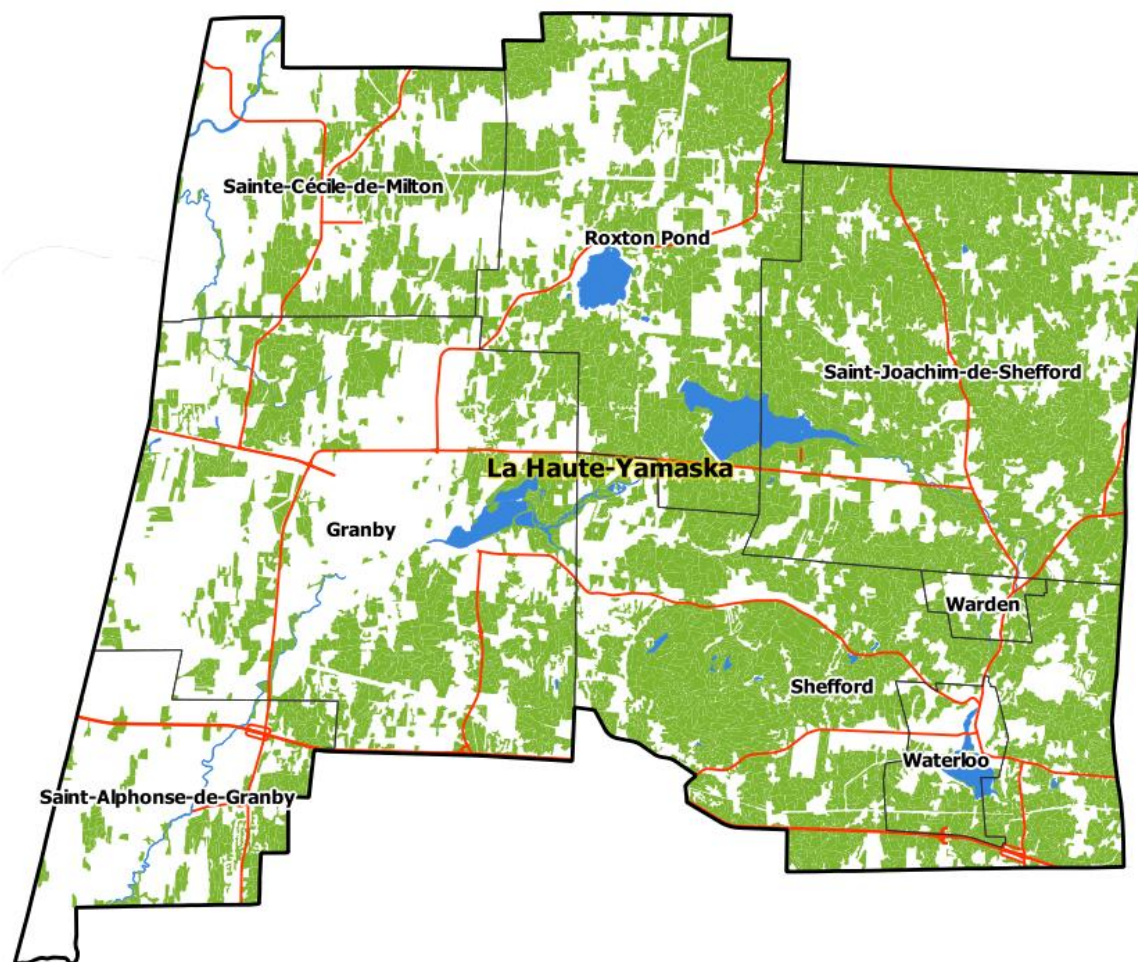 Sainte-Cécile-de-Milton
Roxton Pond
Saint-Joachim-de-Shefford
La Haute-Yamaska
Granby
Warden
Shefford
Waterloo
Saint-Alphonse-de-Granby